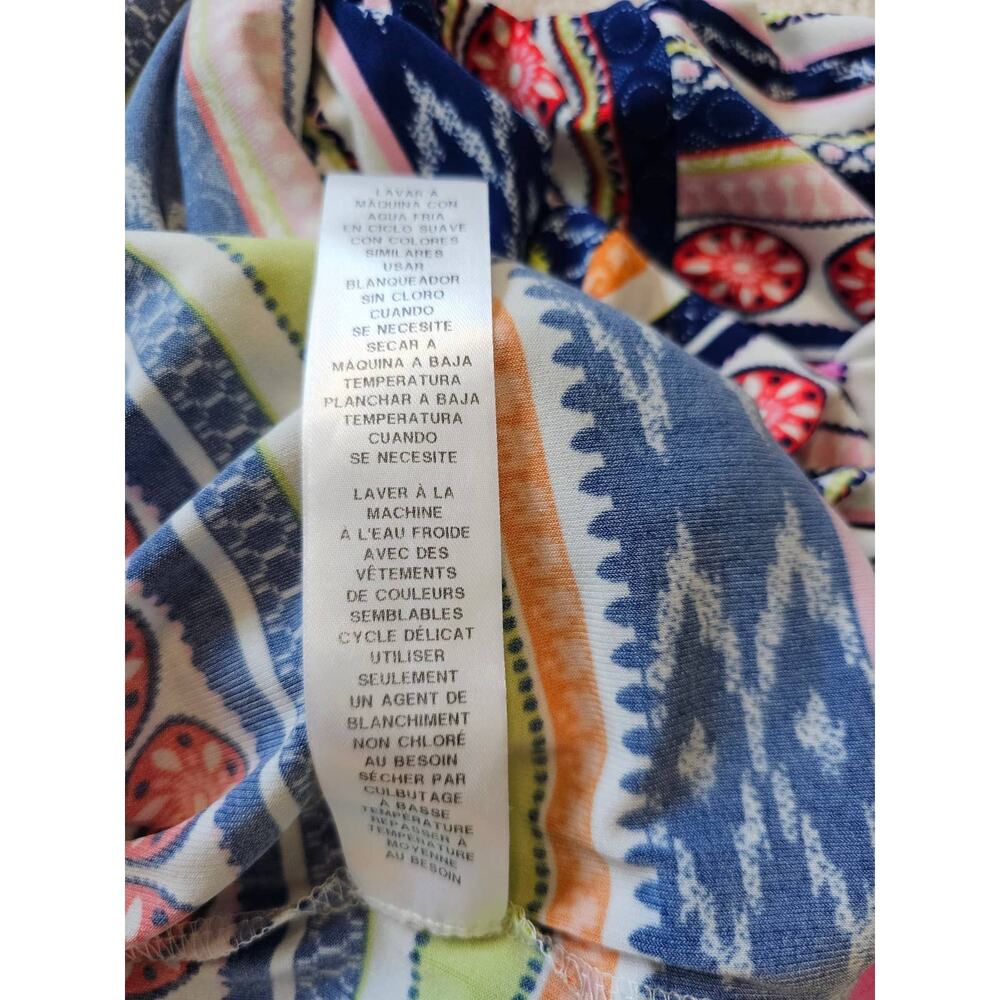 LAVAR A
MÁQUINA CON
AGUA FRIA
EN CICLO SUAVE
CON COLORES
SIMILARES
USAR
BLANQUEADOR
SIN CLORO
CUANDO
SE NECESITE
SECAR A
MÁQUINA A BAJA
TEMPERATURA
PLANCHAR A BAJA
TEMPERATURA
CUANDO
SE NECESITE
LAVER À LA
MACHINE
À L'EAU FROIDE
AVEC DES
VÊTEMENTS
DE COULEURS
SEMBLABLES
CYCLE DÉLICAT
UTILISER
SEULEMENT
UN AGENT DE
BLANCHIMENT
NON CHLORÉ
AU BESOIN
SÉCHER PAR
CULBUTAGE
À BASSE
TEMPÉRATURE
REPASSER À
TEMPÉRATURE
MOYENNE
AU BESOIN